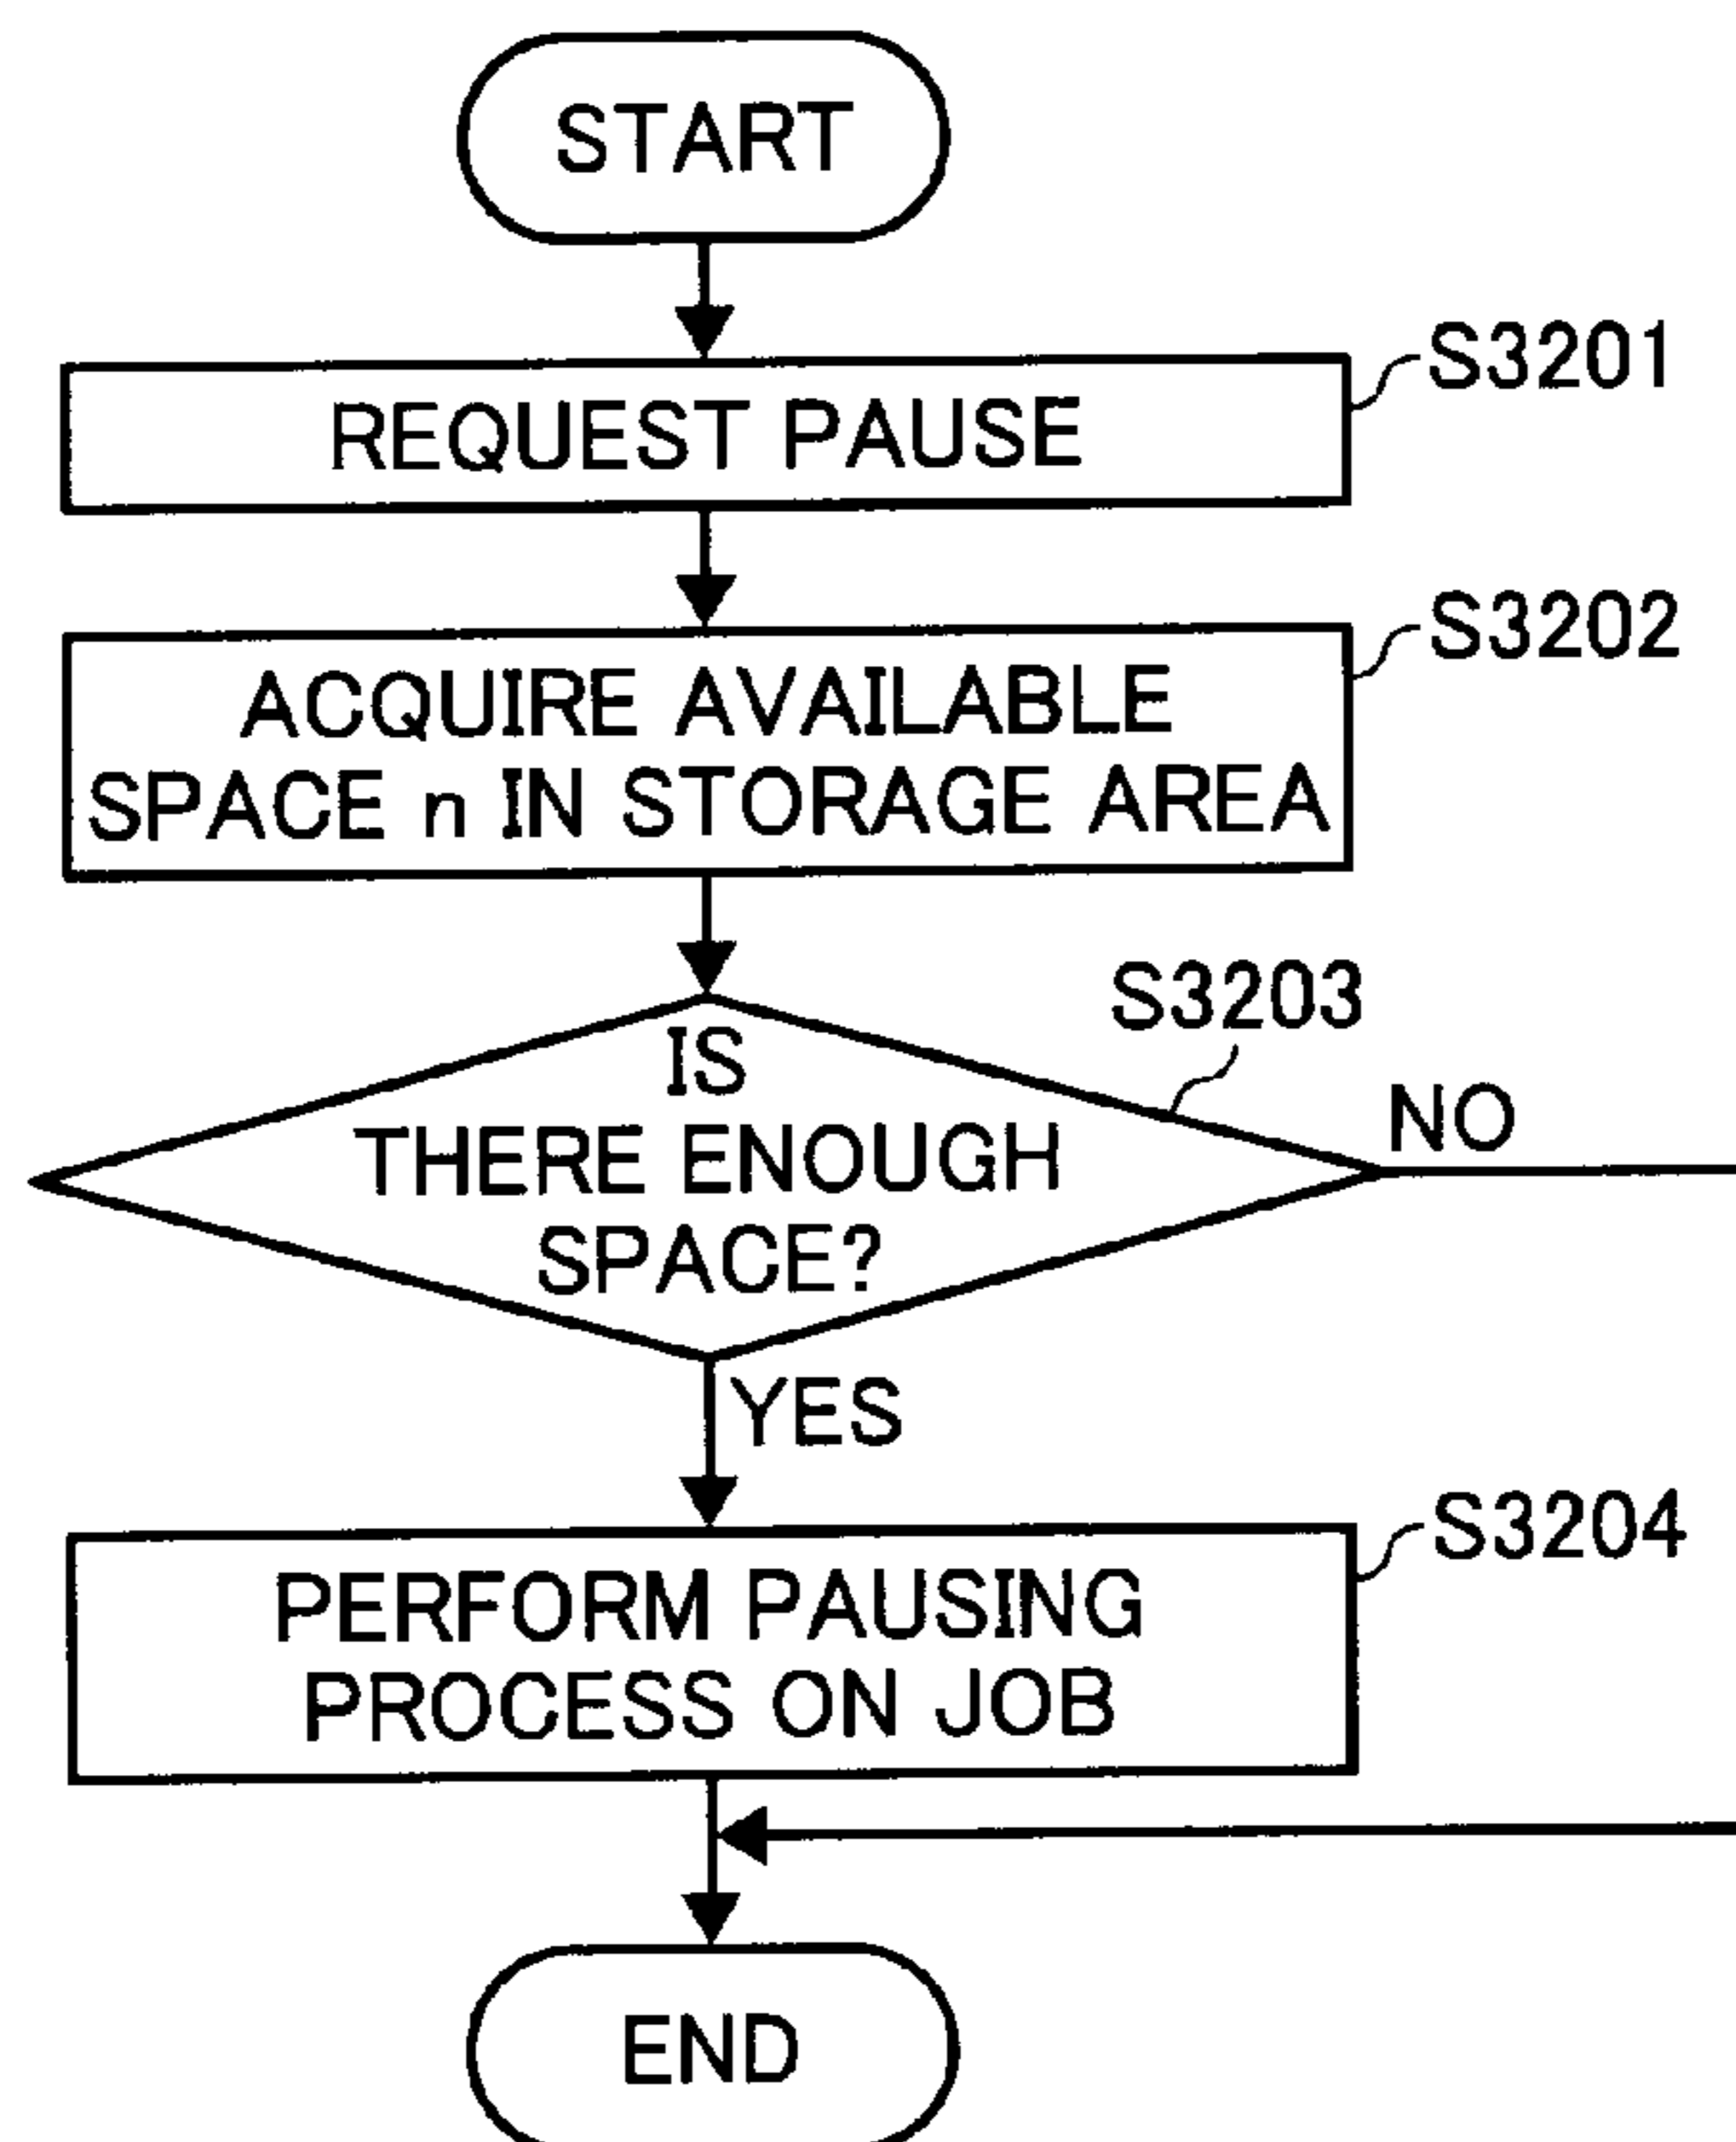 START
S3201
REQUEST PAUSE
S3202
ACQUIRE AVAILABLE
SPACE n IN STORAGE AREA
S3203
IS
THERE ENOUGH
SPACE?
NO
YES
S3204
PERFORM PAUSING
PROCESS ON JOB
END